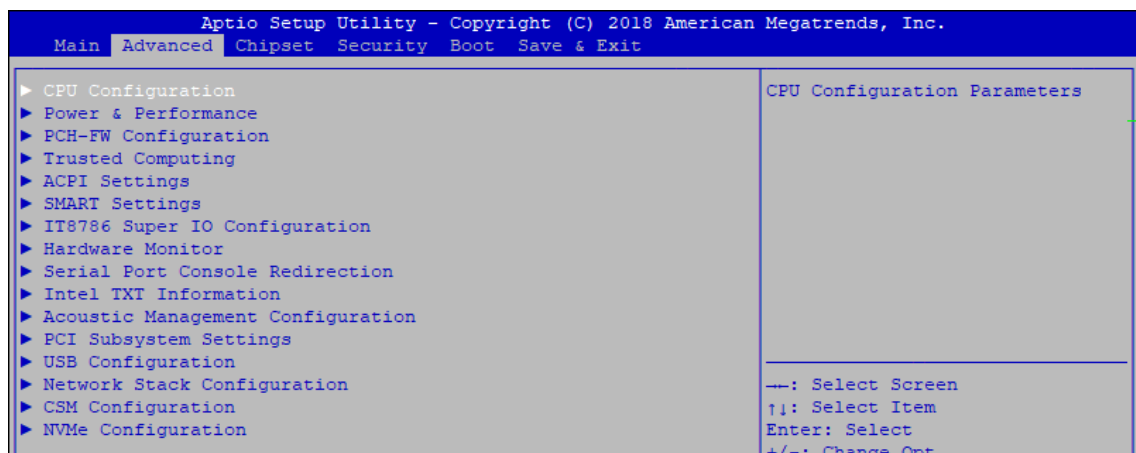 Aptio Setup Utility – Copyright (C) 2018 American Megatrends, Inc.
Main Advanced Chipset Security Boot Save & Exit
► CPU Configuration
► Power & Performance
► PCH-FW Configuration
► Trusted Computing
► ACPI Settings
► SMART Settings
► IT8786 Super IO Configuration
► Hardware Monitor
► Serial Port Console Redirection
► Intel TXT Information
► Acoustic Management Configuration
► PCI Subsystem Settings
► USB Configuration
► Network Stack Configuration
► CSM Configuration
► NVMe Configuration
CPU Configuration Parameters
→←: Select Screen
↑↓: Select Item
Enter: Select
+/-: Change Opt.